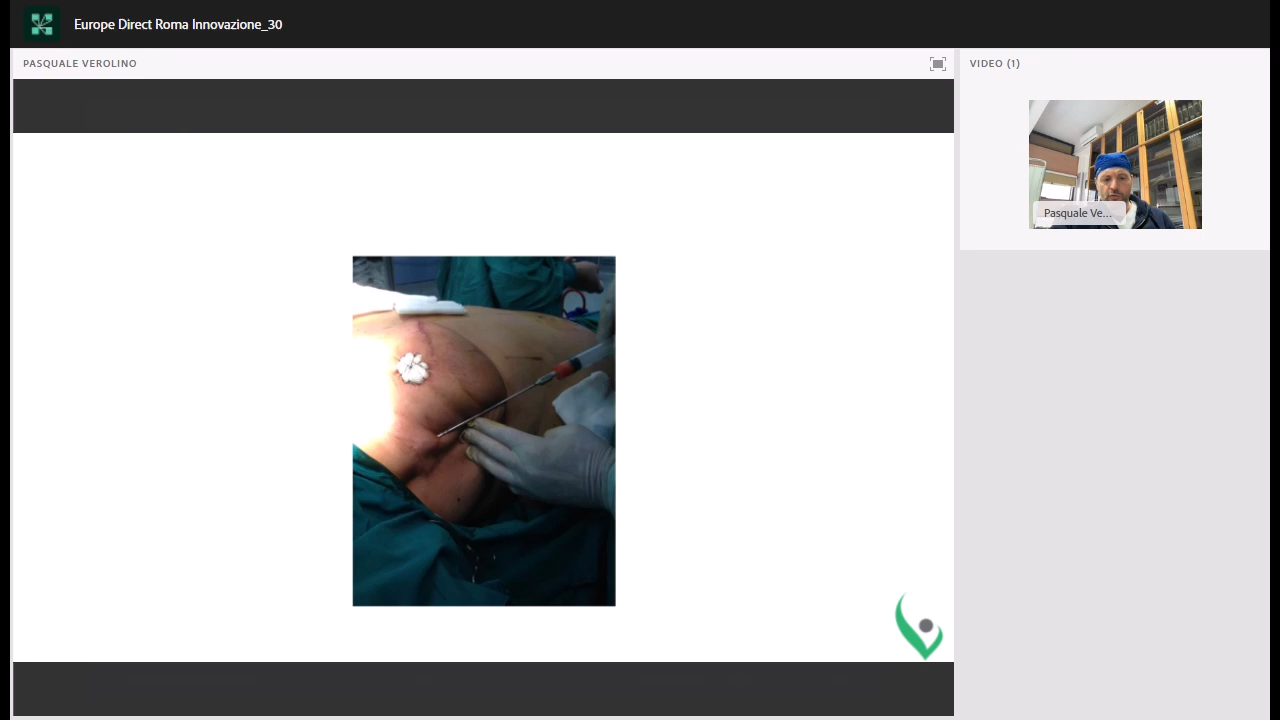 Europe Direct Roma Innovazione_30
PASQUALE VEROLINO
VIDEO (1)
Pasquale Ve...